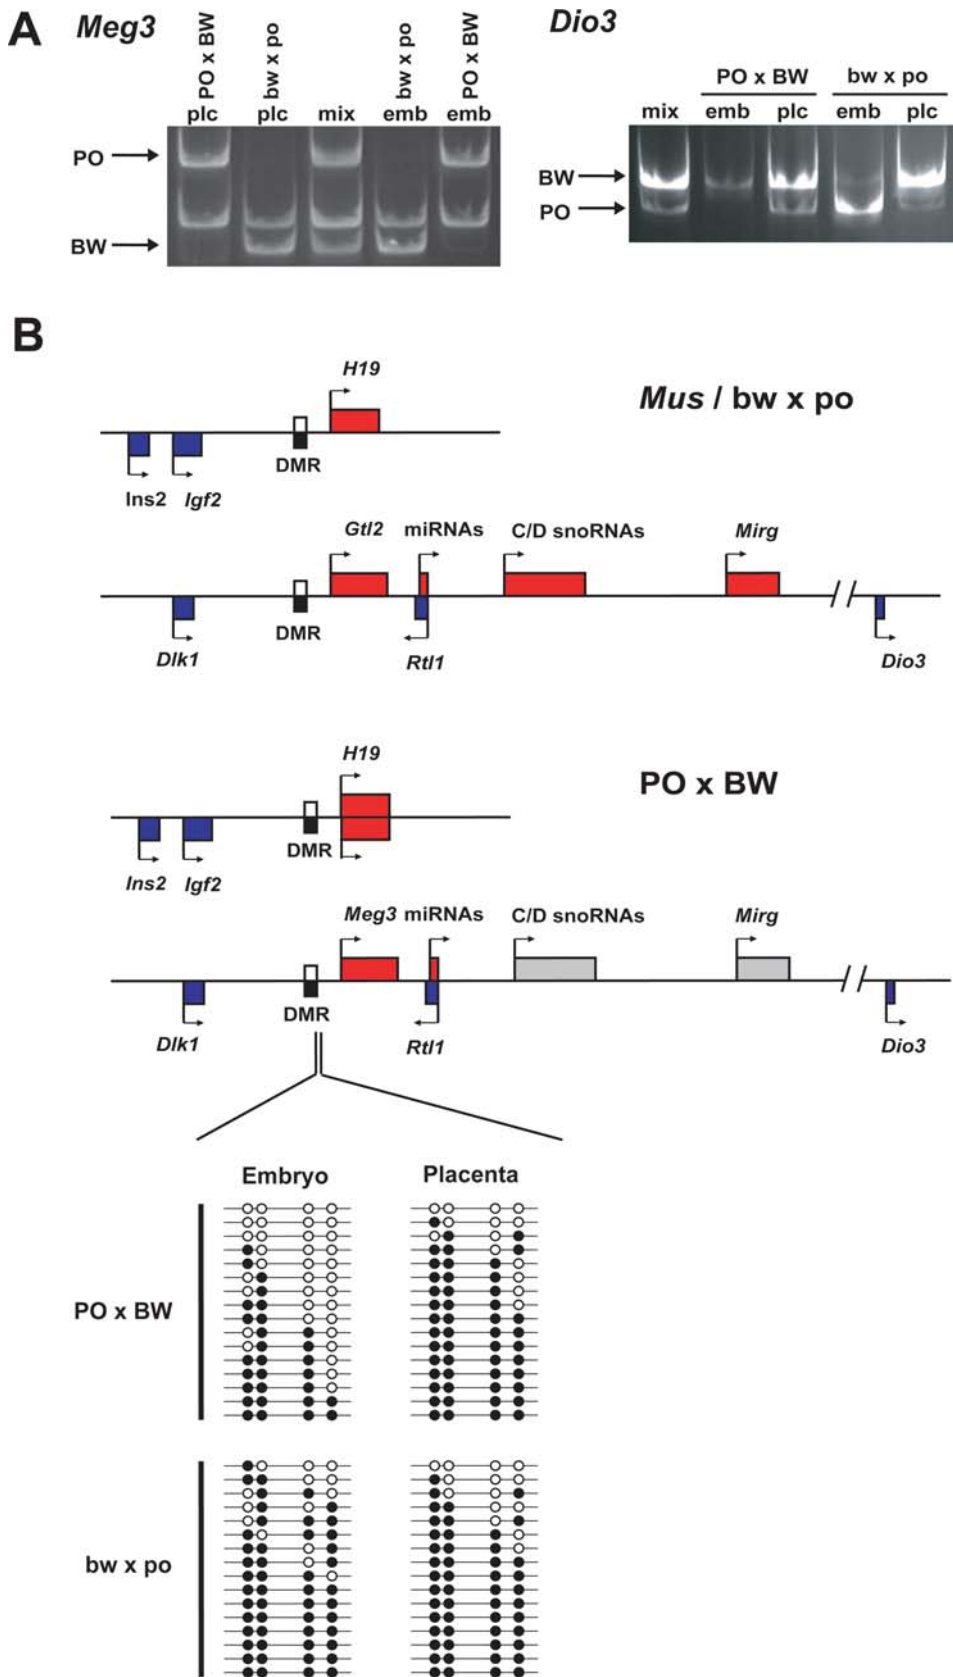 A
Meg3
Dio3
PO x BW
bw x po
bw x po
PO x BW
plc
plc
mix
emb
emb
PO
BW
PO x BW
bw x po
mix
emb
plc
emb
plc
BW
PO
B
Mus / bw x po
H19
DMR
Ins2
Igf2
Gtl2
miRNAs
C/D snoRNAs
Mirg
DMR
Dlk1
Rtl1
Dio3
PO x BW
H19
DMR
Ins2
Igf2
Meg3
miRNAs
C/D snoRNAs
Mirg
DMR
Dlk1
Rtl1
Dio3
Embryo
Placenta
PO x BW
bw x po